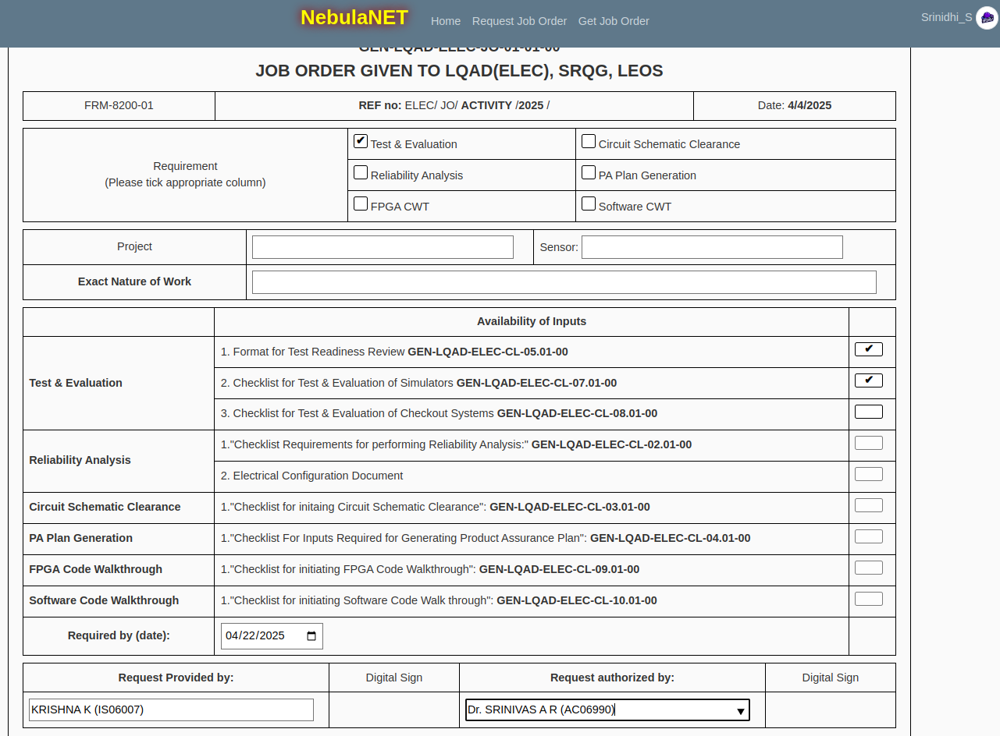 NebulaNET Home Request Job Order Get Job Order Srinidhi_S
GEN-LQAD-ELEC-JO-01-01-00
JOB ORDER GIVEN TO LQAD(ELEC), SRQG, LEOS
FRM-8200-01 REF no: ELEC/ JO/ ACTIVITY /2025 / Date: 4/4/2025
Requirement
(Please tick appropriate column)
✔ Test & Evaluation Circuit Schematic Clearance
Reliability Analysis PA Plan Generation
FPGA CWT Software CWT
Project Sensor:
Exact Nature of Work
Availability of Inputs
Test & Evaluation
1. Format for Test Readiness Review GEN-LQAD-ELEC-CL-05.01-00 ✔
2. Checklist for Test & Evaluation of Simulators GEN-LQAD-ELEC-CL-07.01-00 ✔
3. Checklist for Test & Evaluation of Checkout Systems GEN-LQAD-ELEC-CL-08.01-00
Reliability Analysis
1."Checklist Requirements for performing Reliability Analysis:" GEN-LQAD-ELEC-CL-02.01-00
2. Electrical Configuration Document
Circuit Schematic Clearance 1."Checklist for initaing Circuit Schematic Clearance": GEN-LQAD-ELEC-CL-03.01-00
PA Plan Generation 1."Checklist For Inputs Required for Generating Product Assurance Plan": GEN-LQAD-ELEC-CL-04.01-00
FPGA Code Walkthrough 1."Checklist for initiating FPGA Code Walkthrough": GEN-LQAD-ELEC-CL-09.01-00
Software Code Walkthrough 1."Checklist for initiating Software Code Walk through": GEN-LQAD-ELEC-CL-10.01-00
Required by (date): 04/22/2025
Request Provided by: Digital Sign Request authorized by: Digital Sign
KRISHNA K (IS06007) Dr. SRINIVAS A R (AC06990)